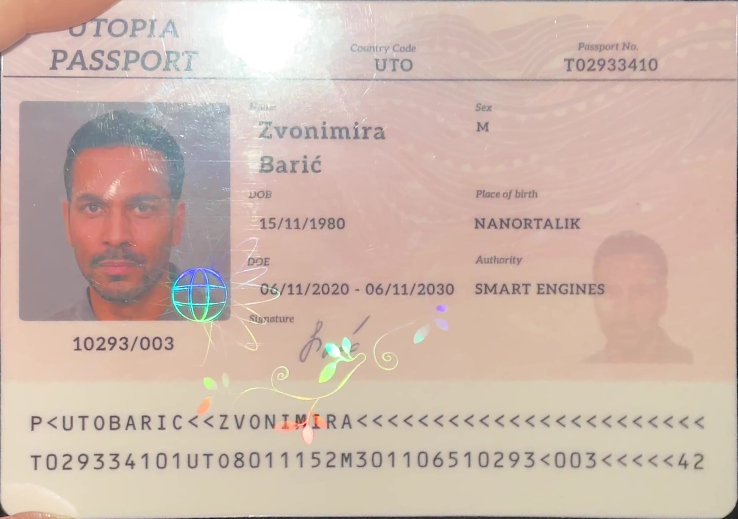 UTOPIA
PASSPORT
Country Code
UTO
Passport No.
T02933410
Name
Zvonimira
Barić
Sex
M
DOB
15/11/1980
Place of birth
NANORTALIK
DOE
06/11/2020 - 06/11/2030
Authority
SMART ENGINES
Signature
10293/003
P<UTOBARIC<<ZVONIMIRA<<<<<<<<<<<<<<<<<<<<<<<
T029334101UTO8011152M301106510293<003<<<<<42